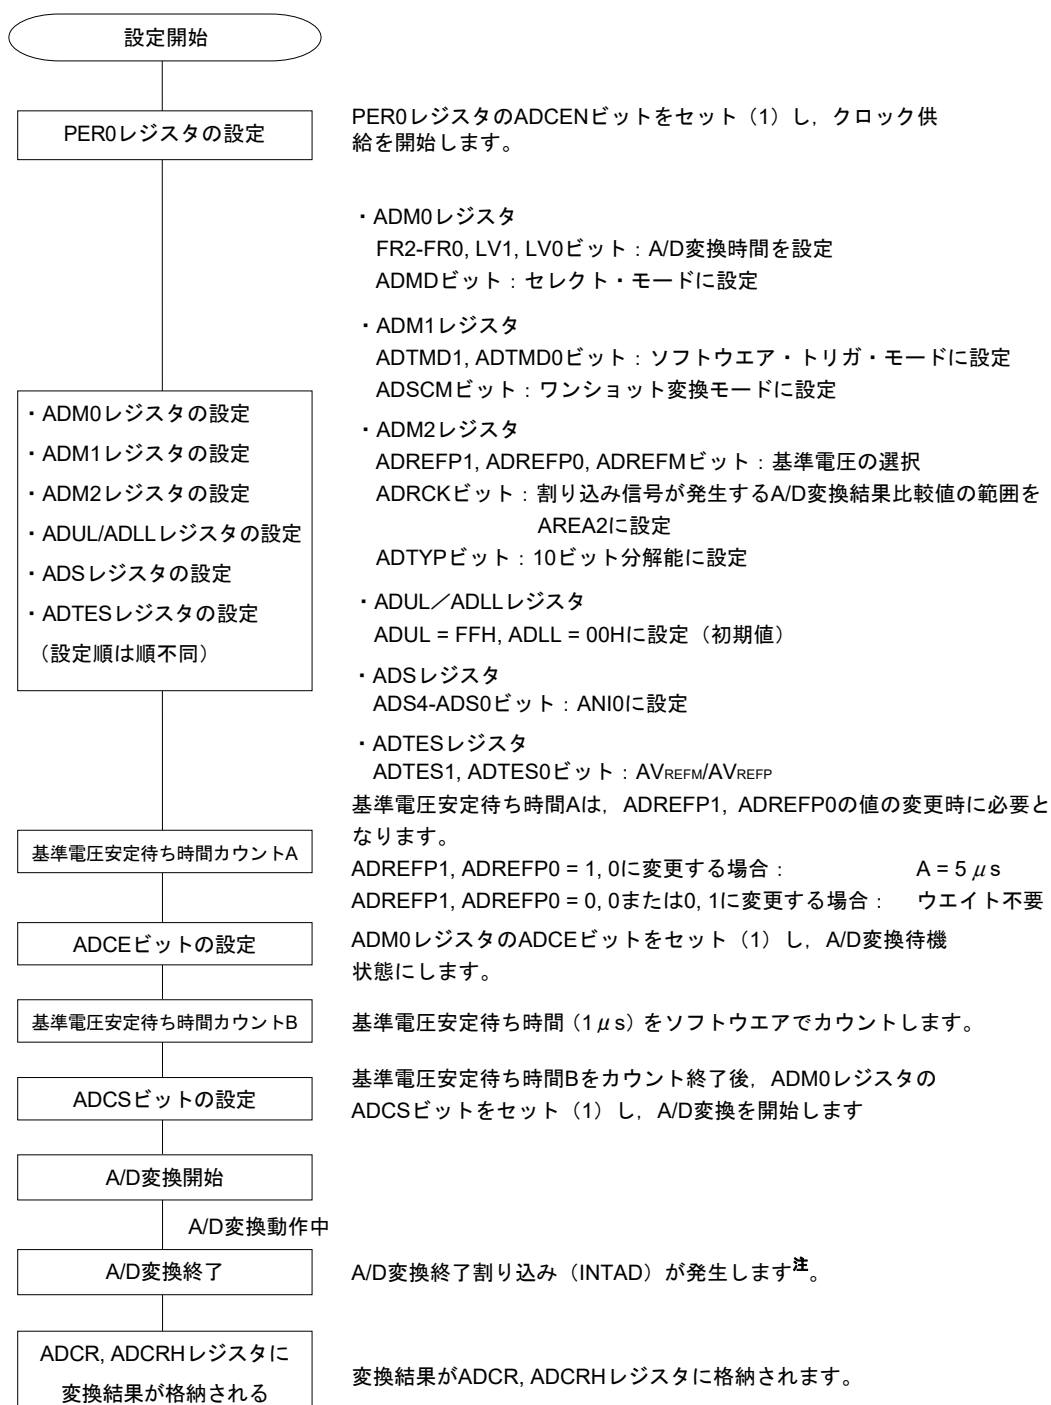 設定開始
PER0レジスタの設定
PER0レジスタのADCENビットをセット（1）し，クロック供
給を開始します。
・ADM0レジスタ
FR2-FR0, LV1, LV0ビット：A/D変換時間を設定
ADMDビット：セレクト・モードに設定
・ADM1レジスタ
ADTMD1, ADTMD0ビット：ソフトウエア・トリガ・モードに設定
ADSCMビット：ワンショット変換モードに設定
・ADM2レジスタ
ADREFP1, ADREFP0, ADREFMビット：基準電圧の選択
ADRCKビット：割り込み信号が発生するA/D変換結果比較値の範囲を
AREA2に設定
ADTYPビット：10ビット分解能に設定
・ADUL／ADLLレジスタ
ADUL = FFH, ADLL = 00Hに設定（初期値）
・ADSレジスタ
ADS4-ADS0ビット：ANI0に設定
・ADTESレジスタ
ADTES1, ADTES0ビット：AVREFM/AVREFP
・ADM0レジスタの設定
・ADM1レジスタの設定
・ADM2レジスタの設定
・ADUL/ADLLレジスタの設定
・ADSレジスタの設定
・ADTESレジスタの設定
（設定順は順不同）
基準電圧安定待ち時間カウントA
基準電圧安定待ち時間Aは，ADREFP1, ADREFP0の値の変更時に必要と
なります。
ADREFP1, ADREFP0 = 1, 0に変更する場合： A = 5 μs
ADREFP1, ADREFP0 = 0, 0または0, 1に変更する場合： ウエイト不要
ADCEビットの設定
ADM0レジスタのADCEビットをセット（1）し，A/D変換待機
状態にします。
基準電圧安定待ち時間カウントB
基準電圧安定待ち時間（1 μs）をソフトウエアでカウントします。
ADCSビットの設定
基準電圧安定待ち時間Bをカウント終了後，ADM0レジスタの
ADCSビットをセット（1）し，A/D変換を開始します
A/D変換開始
A/D変換動作中
A/D変換終了
A/D変換終了割り込み（INTAD）が発生します注。
ADCR, ADCRHレジスタに
変換結果が格納される
変換結果がADCR, ADCRHレジスタに格納されます。